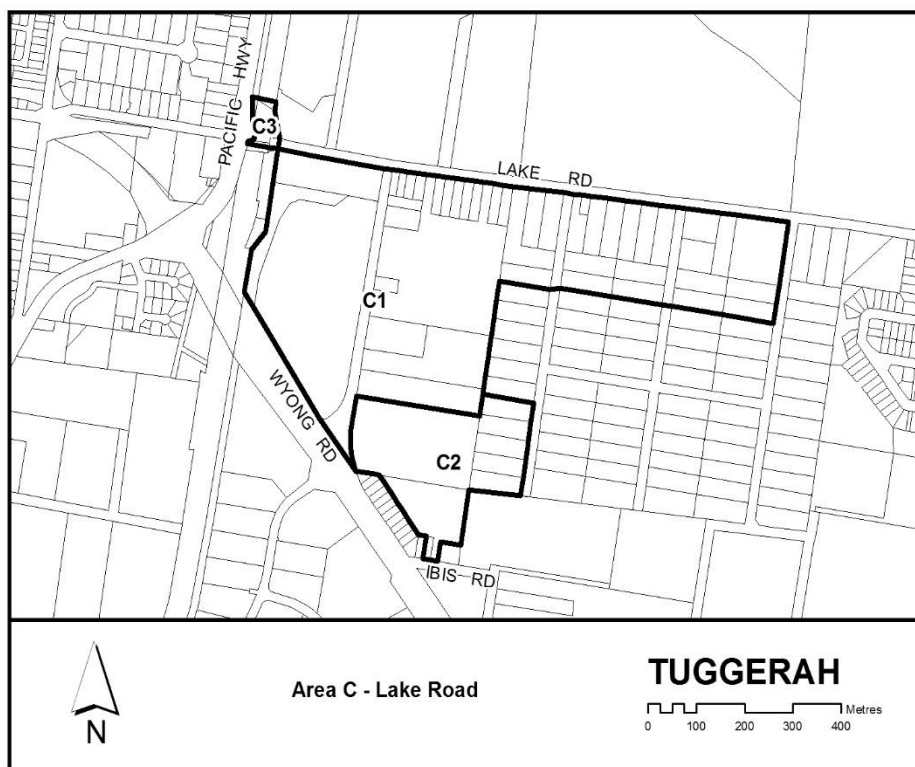 PACIFIC HWY
C3
LAKE RD
C1
WYONG RD
C2
IBIS RD
N
Area C - Lake Road
TUGGERAH
Metres
0 100 200 300 400